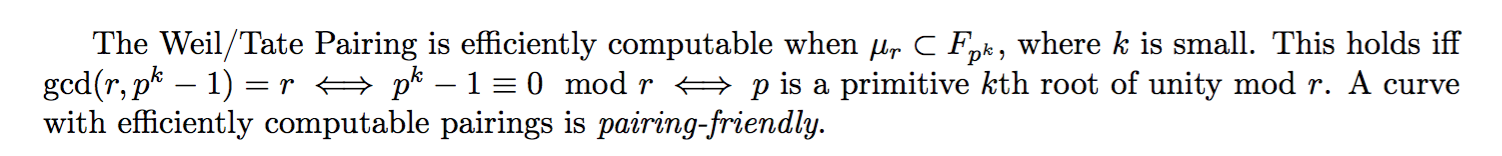 The Weil/Tate Pairing is efficiently computable when μ_r ⊂ F_{p^k}, where k is small. This holds iff
gcd(r, p^k − 1) = r ⟺ p^k − 1 ≡ 0 mod r ⟺ p is a primitive kth root of unity mod r. A curve
with efficiently computable pairings is pairing-friendly.